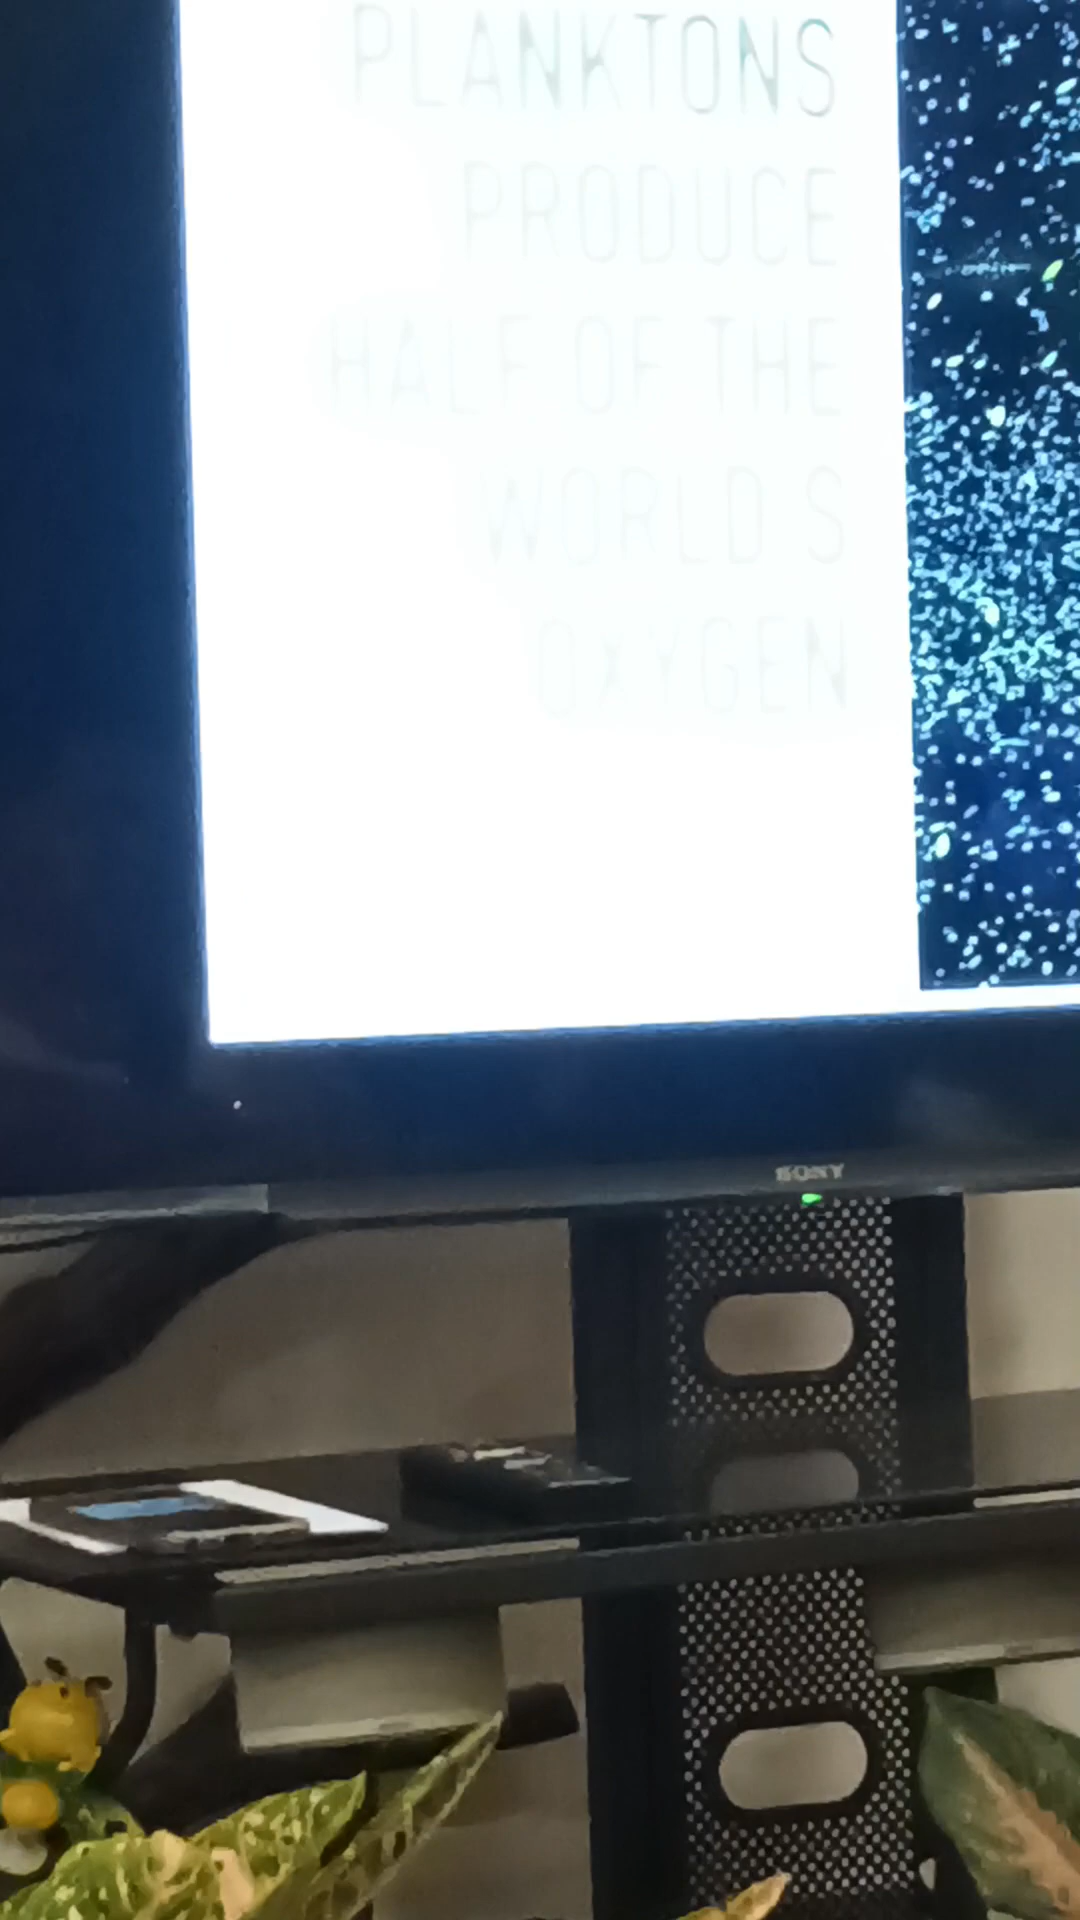 PLANKTONS
PRODUCE
HALF OF THE
WORLD S
OXYGEN
SONY